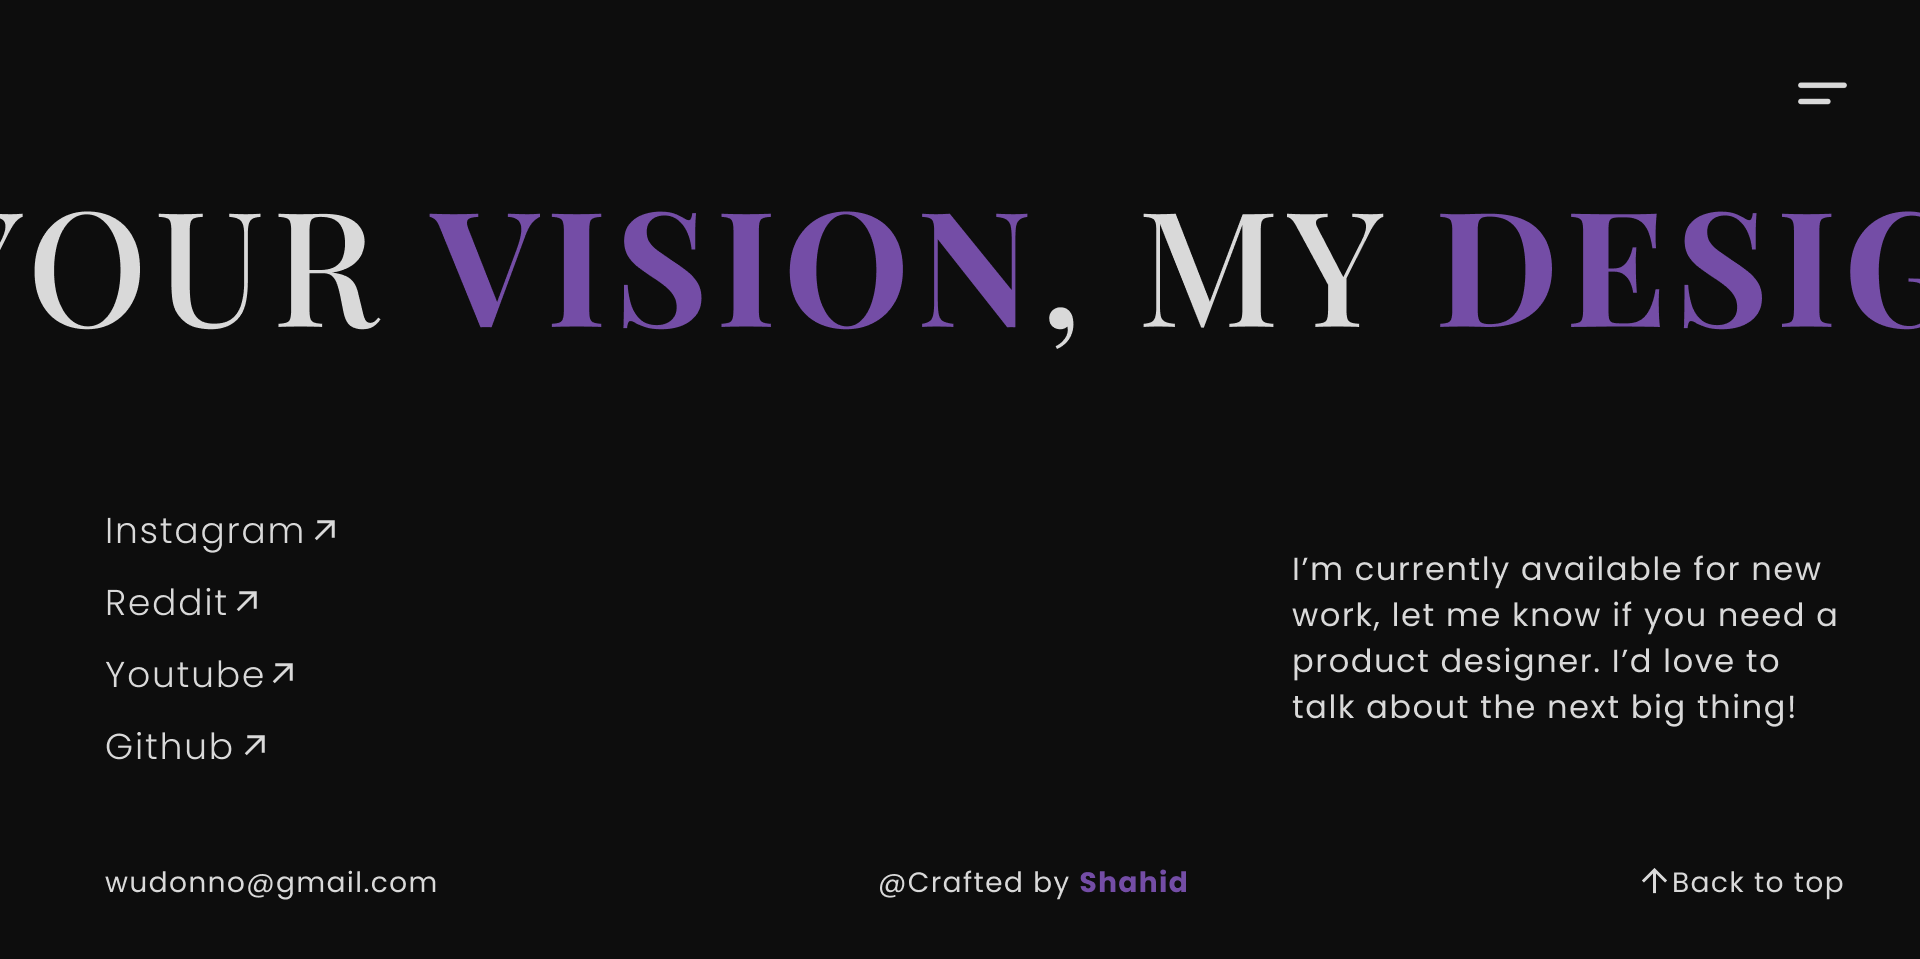 YOUR VISION, MY DESIG
Instagram
Reddit
Youtube
Github
I’m currently available for new
work, let me know if you need a
product designer. I’d love to
talk about the next big thing!
wudonno@gmail.com
@Crafted by Shahid
Back to top